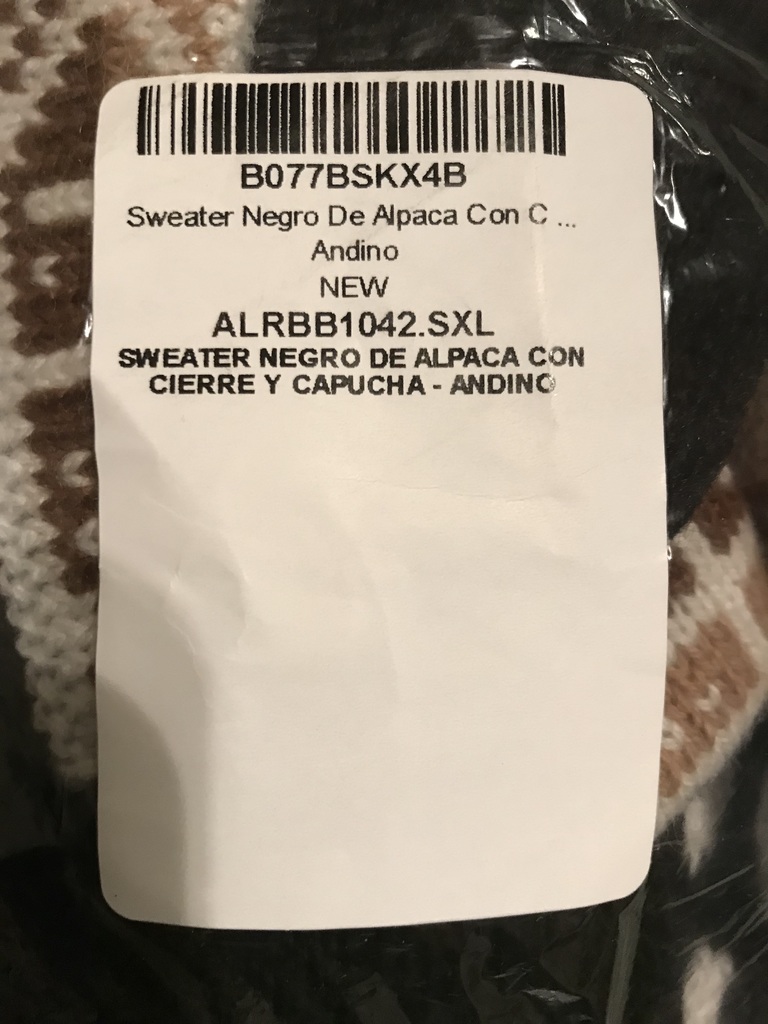 B077BSKX4B
Sweater Negro De Alpaca Con C ...
Andino
NEW
ALRBB1042.SXL
SWEATER NEGRO DE ALPACA CON
CIERRE Y CAPUCHA - ANDINO